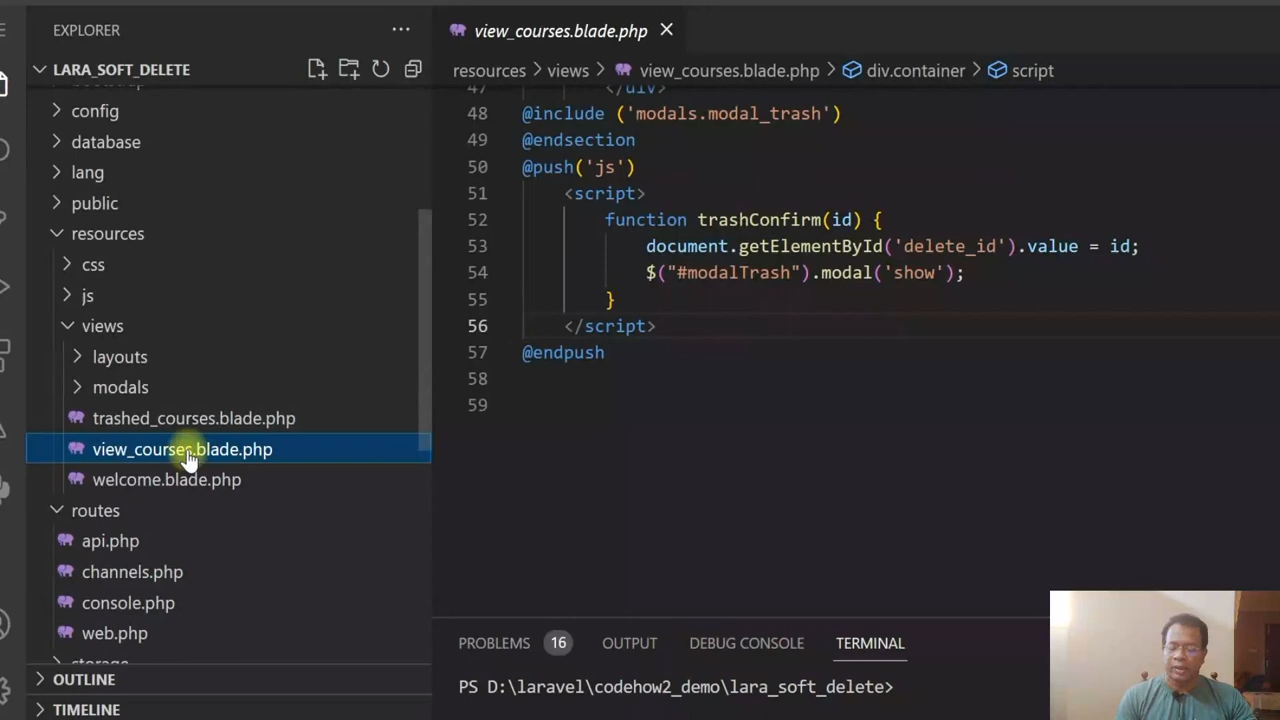 EXPLORER
LARA_SOFT_DELETE
config
database
lang
public
resources
css
js
views
layouts
modals
trashed_courses.blade.php
view_courses.blade.php
welcome.blade.php
routes
api.php
channels.php
console.php
web.php
storage
OUTLINE
TIMELINE
view_courses.blade.php
resources > views > view_courses.blade.php > div.container > script
47 </div>
48 @include ('modals.modal_trash')
49 @endsection
50 @push('js')
51 <script>
52 function trashConfirm(id) {
53 document.getElementById('delete_id').value = id;
54 $("#modalTrash").modal('show');
55 }
56 </script>
57 @endpush
58
59
PROBLEMS 16 OUTPUT DEBUG CONSOLE TERMINAL
PS D:\laravel\codehow2_demo\lara_soft_delete>